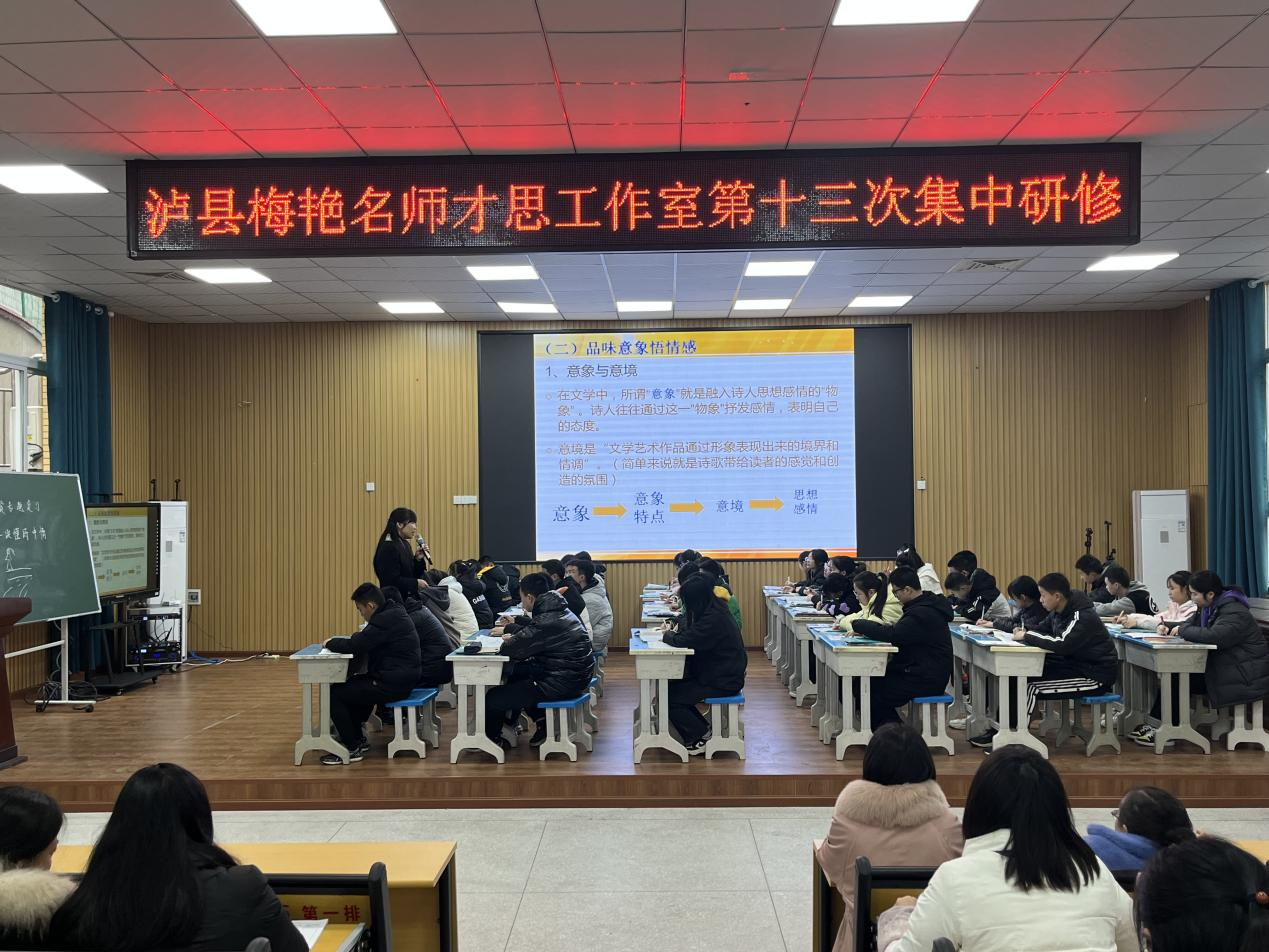 泸县梅艳名师才思工作室第十三次集中研修
（二）品味意象悟情感
1、意象与意境
在文学中，所谓“意象”就是融入诗人思想感情的“物
象”。诗人往往通过这一“物象”抒发感情，表明自己
的态度。
意境是“文学艺术作品通过形象表现出来的境界和
情调”。（简单来说就是诗歌带给读者的感觉和创
造的氛围）
意象
意象
特点
意境
思想
感情
第一排